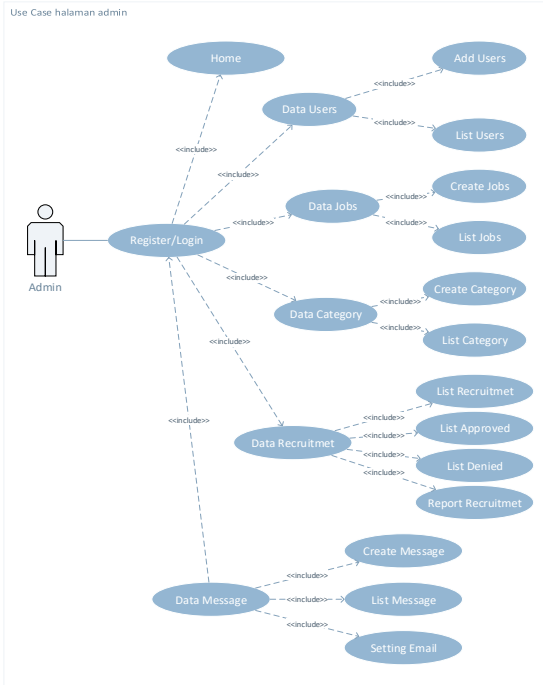 Use Case halaman admin
Home
Add Users
<<include>>
Data Users
<<include>>
List Users
<<include>>
<<include>>
Create Jobs
<<include>>
Data Jobs
<<include>>
<<include>>
List Jobs
Register/Login
Admin
<<include>>
Create Category
<<include>>
Data Category
<<include>>
List Category
<<include>>
List Recruitmet
<<include>>
<<include>>
List Approved
Data Recruitmet
<<include>>
<<include>>
List Denied
<<include>>
Report Recruitmet
Create Message
<<include>>
Data Message
<<include>>
List Message
<<include>>
Setting Email